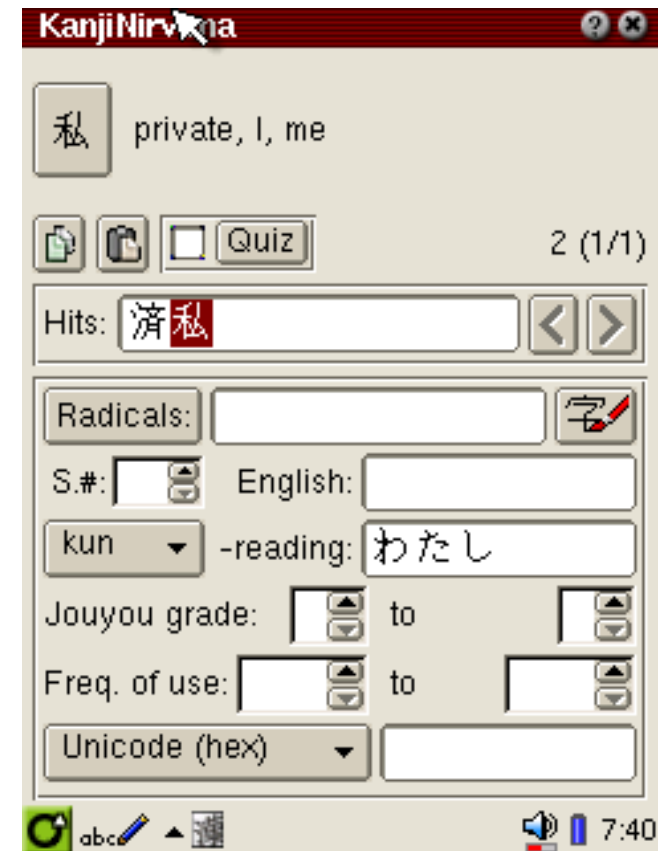 KanjiNirvana
私 private, I, me
Quiz 2 (1/1)
Hits: 済私
Radicals: 字
S.#: English:
kun -reading: わたし
Jouyou grade: to
Freq. of use: to
Unicode (hex)
abc 7:40